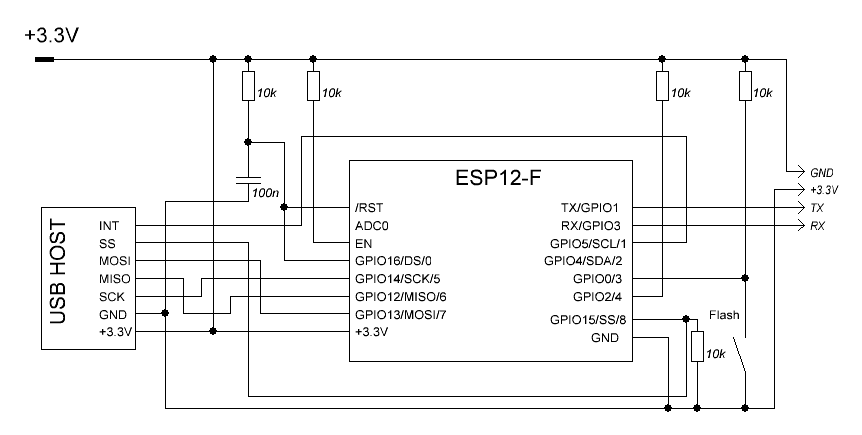 +3.3V
10k
10k
10k
10k
100n
ESP12-F
/RST
ADC0
EN
GPIO16/DS/0
GPIO14/SCK/5
GPIO12/MISO/6
GPIO13/MOSI/7
+3.3V
TX/GPIO1
RX/GPIO3
GPIO5/SCL/1
GPIO4/SDA/2
GPIO0/3
GPIO2/4
GPIO15/SS/8
GND
GND
+3.3V
TX
RX
USB HOST
INT
SS
MOSI
MISO
SCK
GND
+3.3V
Flash
10k